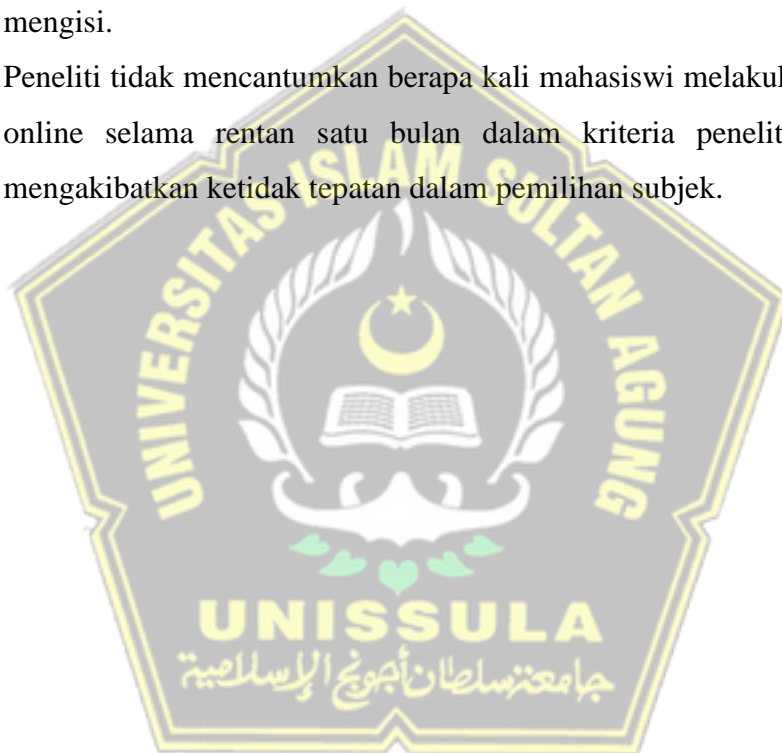 mengisi.
Peneliti tidak mencantumkan berapa kali mahasiswi melakuk
online selama rentan satu bulan dalam kriteria penelit
mengakibatkan ketidak tepatan dalam pemilihan subjek.
UNIVERSITAS ISLAM SULTAN AGUNG
UNISSULA
جامعة سلطان أجونج الإسلامية